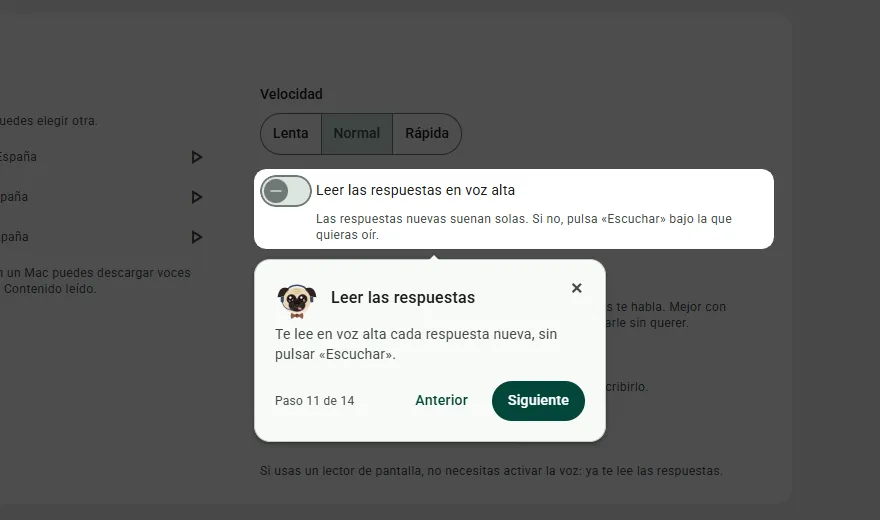 uedes elegir otra.
España
paña
paña
n un Mac puedes descargar voces
Contenido leído.
Velocidad
Lenta Normal Rápida
Leer las respuestas en voz alta
Las respuestas nuevas suenan solas. Si no, pulsa «Escuchar» bajo la que
quieras oír.
Leer las respuestas
Te lee en voz alta cada respuesta nueva, sin
pulsar «Escuchar».
Paso 11 de 14 Anterior Siguiente
s te habla. Mejor con
arle sin querer.
cribirlo.
Si usas un lector de pantalla, no necesitas activar la voz: ya te lee las respuestas.